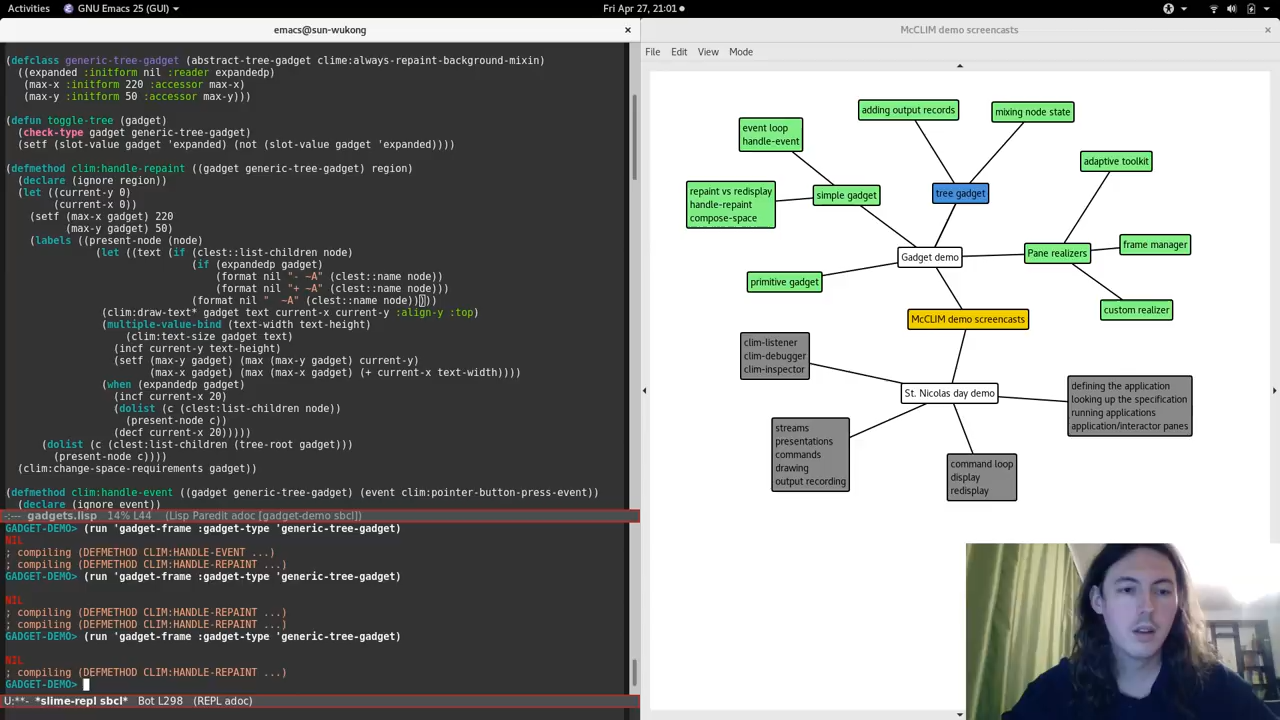 Activities GNU Emacs 25 (GUI) Fri Apr 27, 21:01
emacs@sun-wukong
(defclass generic-tree-gadget (abstract-tree-gadget clime:always-repaint-background-mixin)
((expanded :initform nil :reader expandedp)
(max-x :initform 220 :accessor max-x)
(max-y :initform 50 :accessor max-y)))
(defun toggle-tree (gadget)
(check-type gadget generic-tree-gadget)
(setf (slot-value gadget 'expanded) (not (slot-value gadget 'expanded))))
(defmethod clim:handle-repaint ((gadget generic-tree-gadget) region)
(declare (ignore region))
(let ((current-y 0)
(current-x 0))
(setf (max-x gadget) 220
(max-y gadget) 50)
(labels ((present-node (node)
(let ((text (if (clest::list-children node)
(if (expandedp gadget)
(format nil "- ~A" (clest::name node))
(format nil "+ ~A" (clest::name node)))
(format nil "  ~A" (clest::name node)))))
(clim:draw-text* gadget text current-x current-y :align-y :top)
(multiple-value-bind (text-width text-height)
(clim:text-size gadget text)
(incf current-y text-height)
(setf (max-y gadget) (max (max-y gadget) current-y)
(max-x gadget) (max (max-x gadget) (+ current-x text-width))))
(when (expandedp gadget)
(incf current-x 20)
(dolist (c (clest:list-children node))
(present-node c))
(decf current-x 20)))))
(dolist (c (clest:list-children (tree-root gadget)))
(present-node c))))
(clim:change-space-requirements gadget))
(defmethod clim:handle-event ((gadget generic-tree-gadget) (event clim:pointer-button-press-event))
(declare (ignore event))
-:--- gadgets.lisp 14% L44 (Lisp Paredit adoc [gadget-demo sbcl])
GADGET-DEMO> (run 'gadget-frame :gadget-type 'generic-tree-gadget)
NIL
; compiling (DEFMETHOD CLIM:HANDLE-EVENT ...)
; compiling (DEFMETHOD CLIM:HANDLE-REPAINT ...)
GADGET-DEMO> (run 'gadget-frame :gadget-type 'generic-tree-gadget)
NIL
; compiling (DEFMETHOD CLIM:HANDLE-REPAINT ...)
; compiling (DEFMETHOD CLIM:HANDLE-REPAINT ...)
GADGET-DEMO> (run 'gadget-frame :gadget-type 'generic-tree-gadget)
NIL
; compiling (DEFMETHOD CLIM:HANDLE-REPAINT ...)
GADGET-DEMO>
U:**- *slime-repl sbcl* Bot L298 (REPL adoc)
McCLIM demo screencasts
File Edit View Mode
adding output records
mixing node state
event loop
handle-event
adaptive toolkit
repaint vs redisplay
handle-repaint
compose-space
simple gadget
tree gadget
Gadget demo
Pane realizers
frame manager
primitive gadget
custom realizer
McCLIM demo screencasts
clim-listener
clim-debugger
clim-inspector
St. Nicolas day demo
defining the application
looking up the specification
running applications
application/interactor panes
streams
presentations
commands
drawing
output recording
command loop
display
redisplay